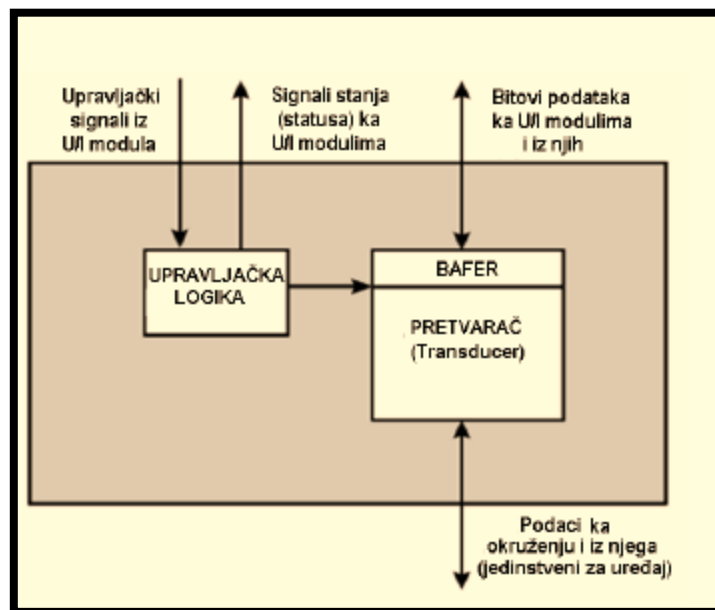 Upravljački
signali iz
U/I modula
Signali stanja
(statusa) ka
U/I modulima
Bitovi podataka
ka U/I modulima
i iz njih
UPRAVLJAČKA
LOGIKA
BAFER
PRETVARAČ
(Transducer)
Podaci ka
okruženju i iz njega
(jedinstveni za uređaj)